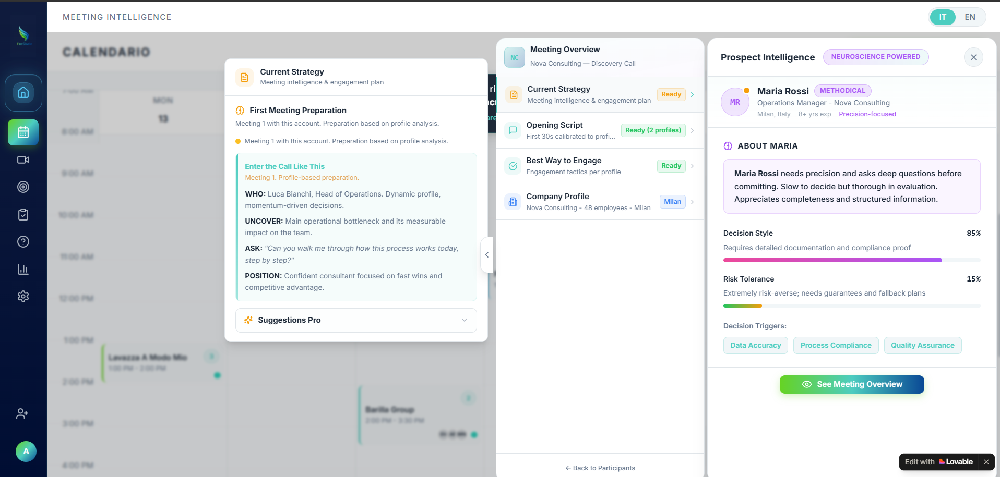 MEETING INTELLIGENCE
IT
EN
ForSkale
CALENDARIO
MON
13
8:00 AM
9:00 AM
10:00 AM
11:00 AM
12:00 PM
1:00 PM
2:00 PM
3:00 PM
4:00 PM
Lavazza A Modo Mio
1:00 PM - 2:00 PM
Barilla Group
2:00 PM - 3:30 PM
Current Strategy
Meeting intelligence & engagement plan
First Meeting Preparation
Meeting 1 with this account. Preparation based on profile analysis.
Meeting 1 with this account. Preparation based on profile analysis.
Enter the Call Like This
Meeting 1. Profile-based preparation.
WHO: Luca Bianchi, Head of Operations. Dynamic profile,
momentum-driven decisions.
UNCOVER: Main operational bottleneck and its measurable
impact on the team.
ASK: "Can you walk me through how this process works today,
step by step?"
POSITION: Confident consultant focused on fast wins and
competitive advantage.
Suggestions Pro
NC
Meeting Overview
Nova Consulting — Discovery Call
Current Strategy
Meeting intelligence & engagement plan
Ready
Opening Script
First 30s calibrated to profi...
Ready (2 profiles)
Best Way to Engage
Engagement tactics per profile
Ready
Company Profile
Nova Consulting - 48 employees - Milan
Milan
← Back to Participants
Prospect Intelligence
NEUROSCIENCE POWERED
MR
Maria Rossi
METHODICAL
Operations Manager - Nova Consulting
Milan, Italy 8+ yrs exp Precision-focused
ABOUT MARIA
Maria Rossi needs precision and asks deep questions before
committing. Slow to decide but thorough in evaluation.
Appreciates completeness and structured information.
Decision Style 85%
Requires detailed documentation and compliance proof
Risk Tolerance 15%
Extremely risk-averse; needs guarantees and fallback plans
Decision Triggers:
Data Accuracy
Process Compliance
Quality Assurance
See Meeting Overview
A
Edit with Lovable